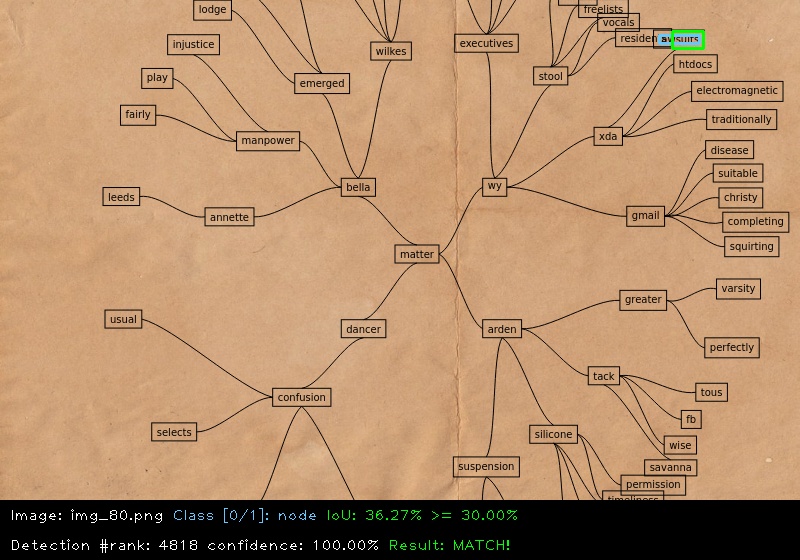 lodge
freelists
vocals
residen
injustice
wilkes
executives
htdocs
play
emerged
stool
electromagnetic
fairly
traditionally
manpower
xda
disease
suitable
bella
wy
christy
leeds
annette
gmail
completing
squirting
matter
varsity
greater
usual
dancer
arden
perfectly
tack
tous
confusion
fb
selects
silicone
wise
suspension
savanna
permission
timeliness
Image: img_80.png Class [0/1]: node IoU: 36.27% >= 30.00%
Detection #rank: 4818 confidence: 100.00% Result: MATCH!